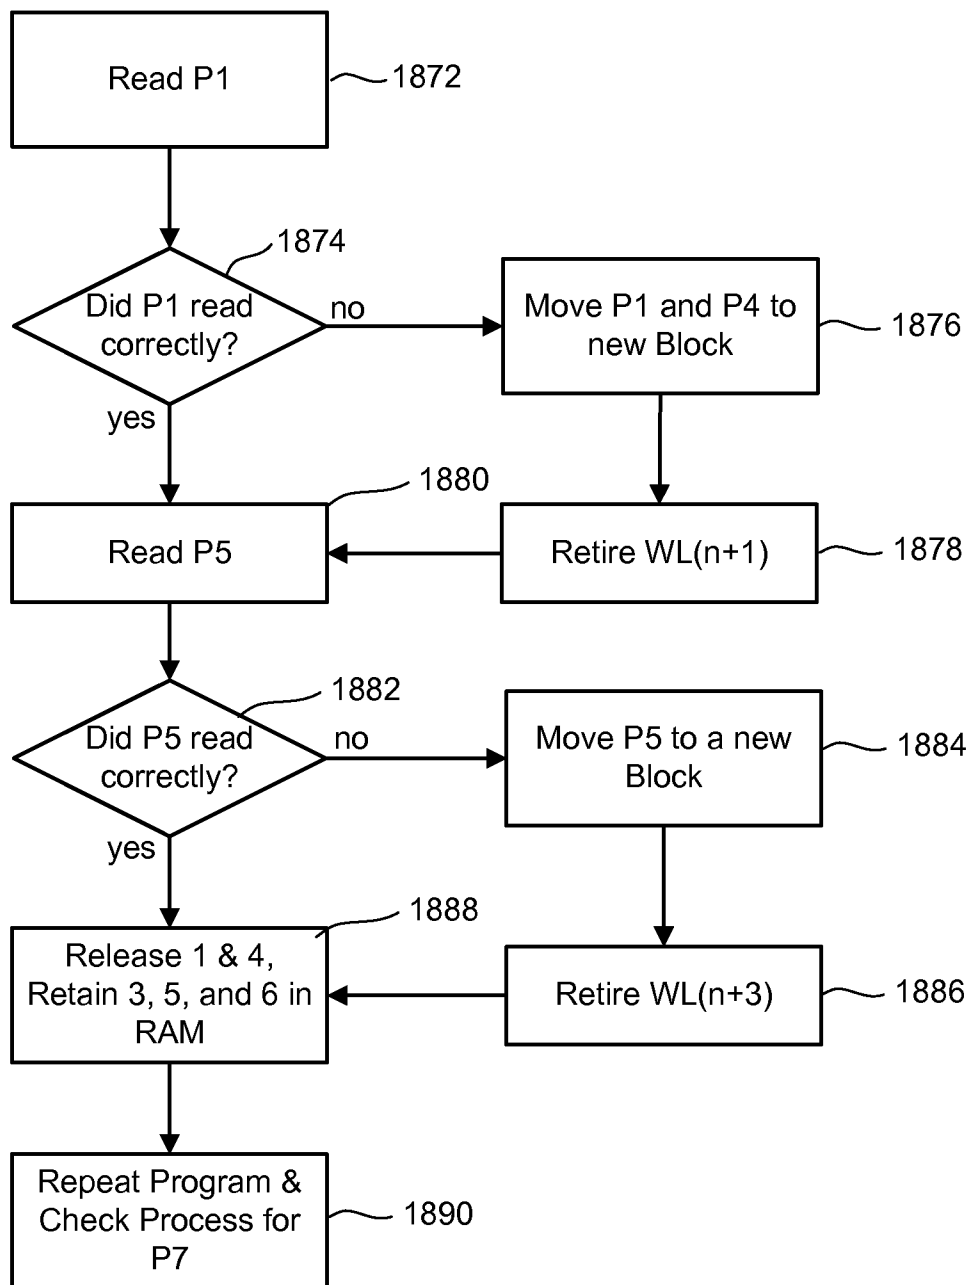 Read P1
1872
1874
Did P1 read
correctly?
no
yes
Move P1 and P4 to
new Block
1876
1880
Read P5
Retire WL(n+1)
1878
1882
Did P5 read
correctly?
no
yes
Move P5 to a new
Block
1884
1888
Release 1 & 4,
Retain 3, 5, and 6 in
RAM
Retire WL(n+3)
1886
Repeat Program &
Check Process for
P7
1890